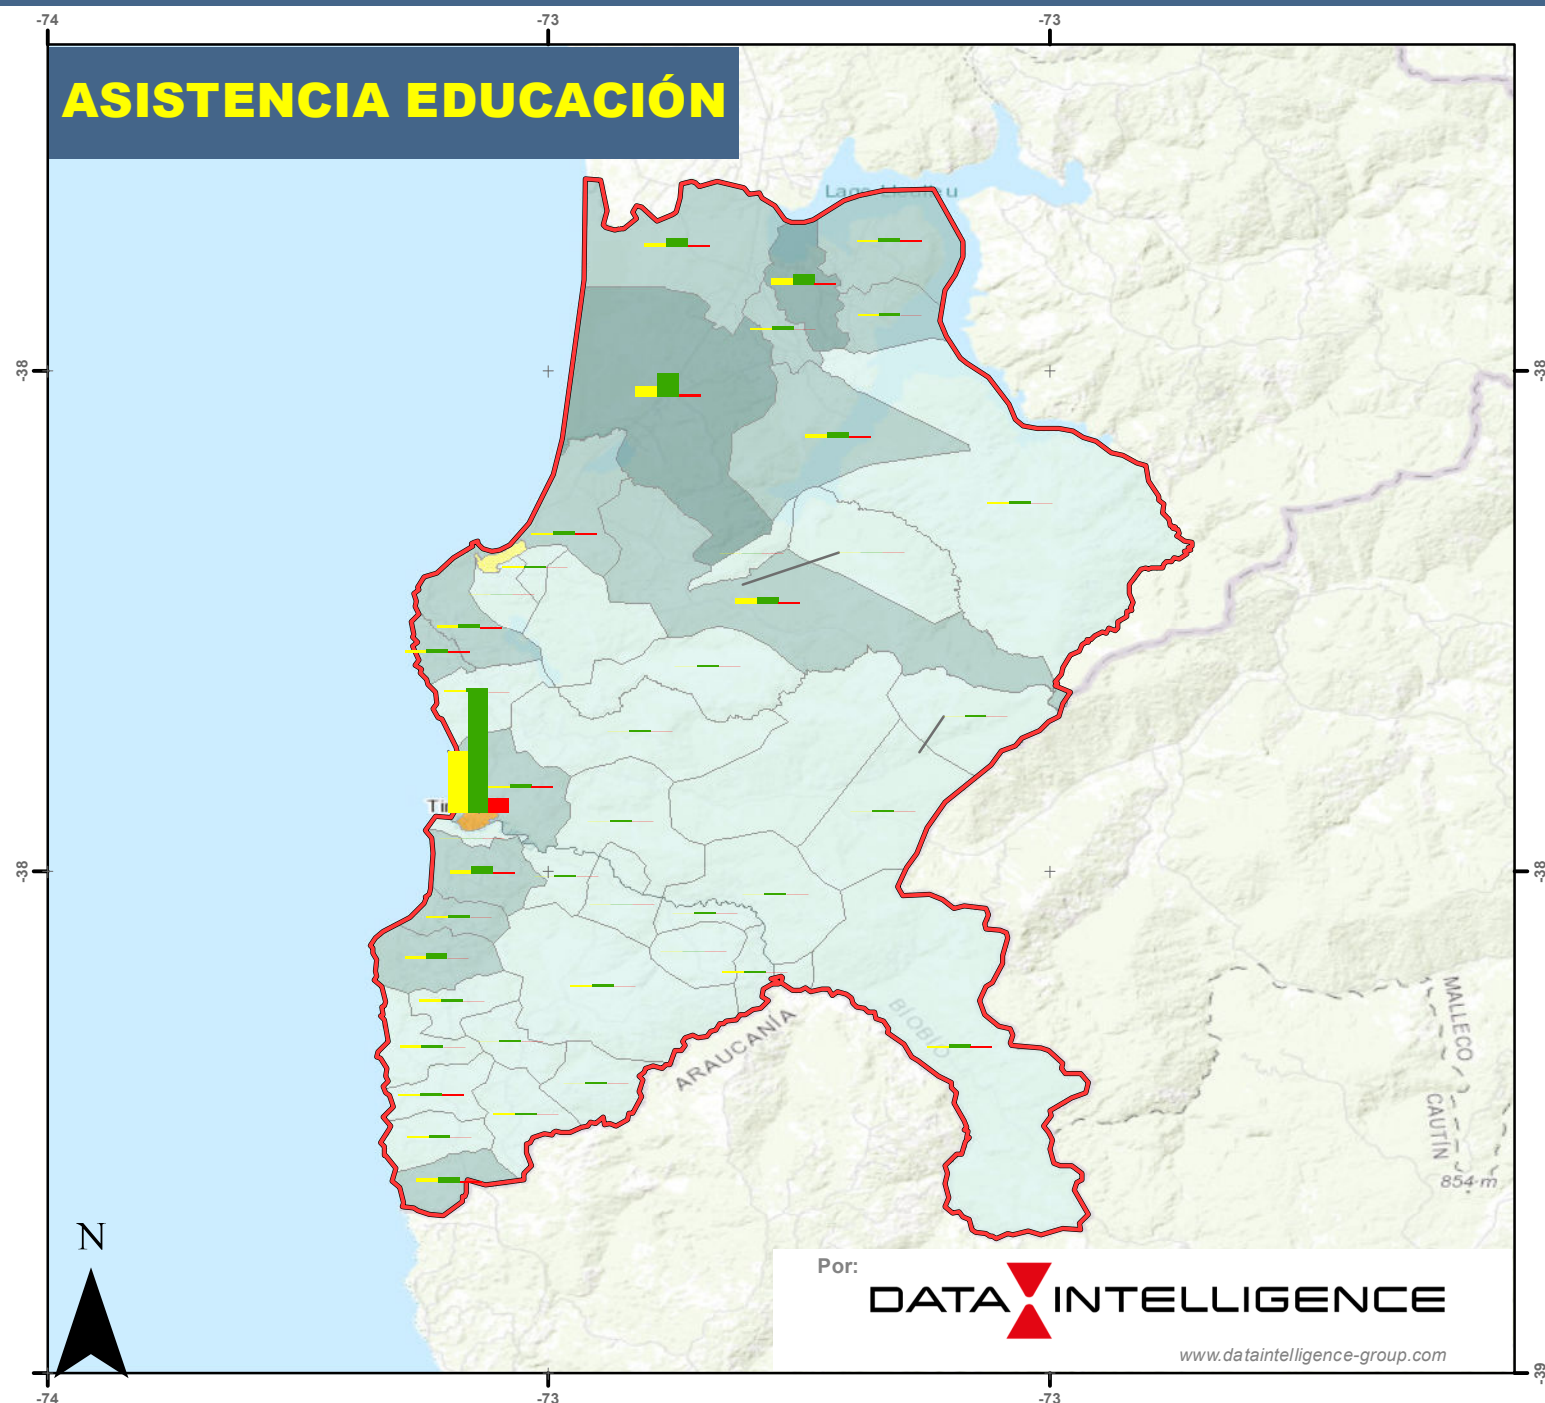 -74 -73 -73
ASISTENCIA EDUCACIÓN
-38 -38
-38 -38
BIOBÍO
ARAUCANÍA
MALLECO
CAUTÍN
854 m
N
Por:
DATA INTELLIGENCE
www.dataintelligence-group.com
-39
-74 -73 -73